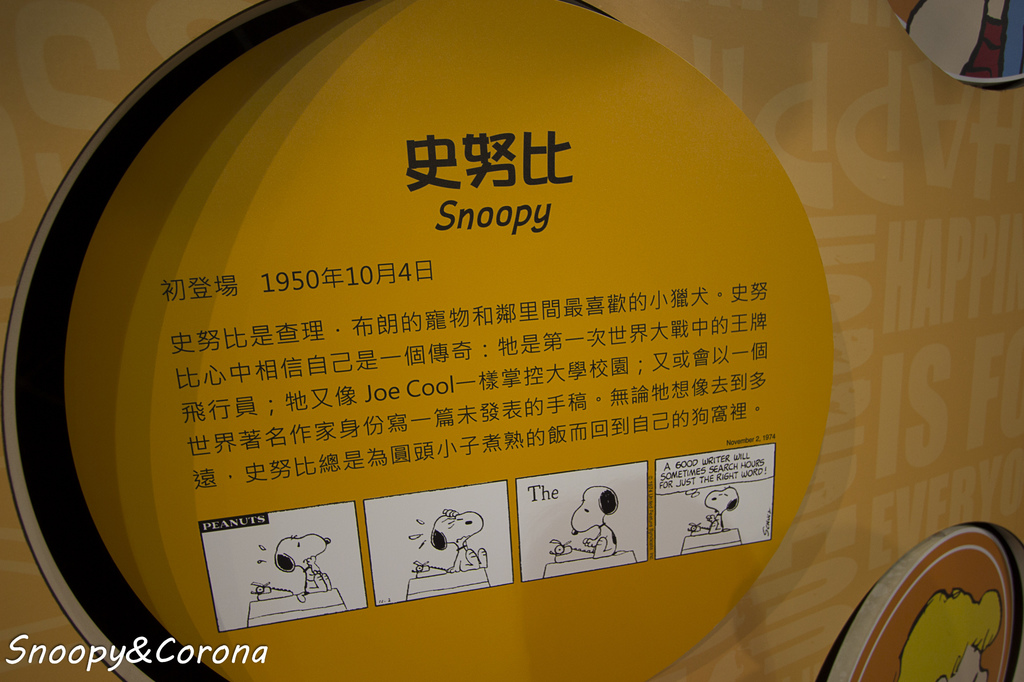 史努比
Snoopy
初登場 1950年10月4日
史努比是查理．布朗的寵物和鄰里間最喜歡的小獵犬。史努
比心中相信自己是一個傳奇：牠是第一次世界大戰中的王牌
飛行員；牠又像 Joe Cool一樣掌控大學校園；又或會以一個
世界著名作家身份寫一篇未發表的手稿。無論牠想像去到多
遠，史努比總是為圓頭小子煮熟的飯而回到自己的狗窩裡。
November 2, 1974
PEANUTS
The
A GOOD WRITER WILL
SOMETIMES SEARCH HOURS
FOR JUST THE RIGHT WORD!
SCHULZ
11-2
HAPPI
IS FO
EVERYO
Snoopy&Corona